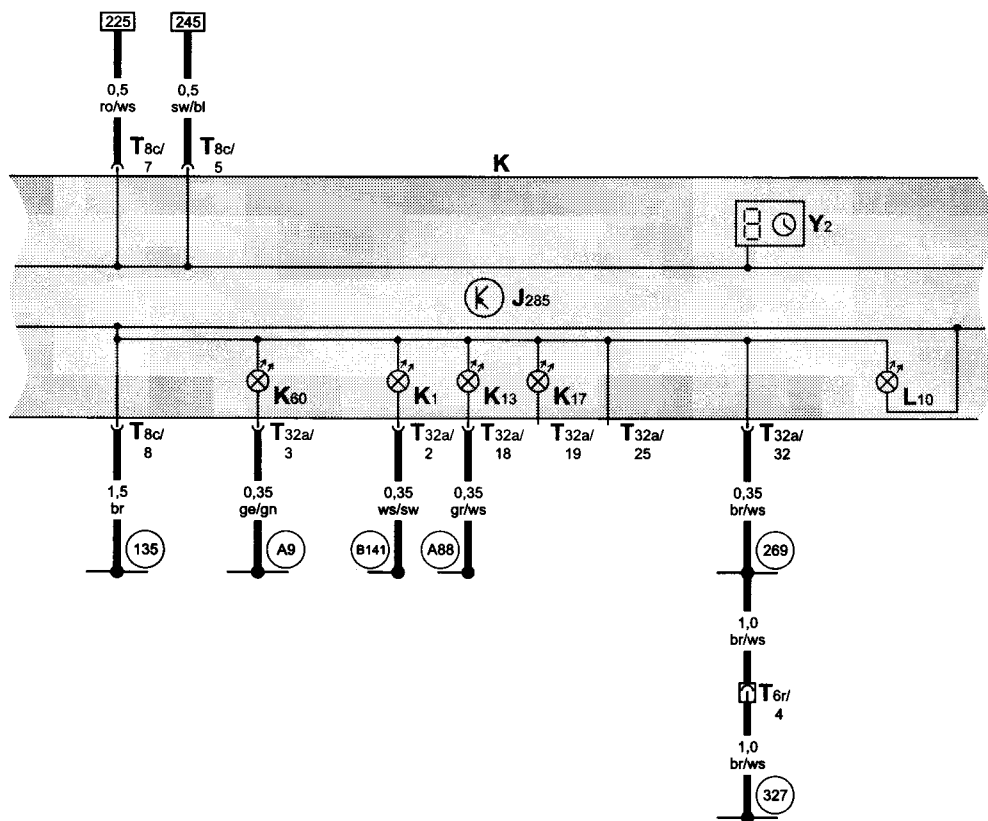 225 245
0,5 0,5
ro/ws sw/bl
T8c/ T8c/
7 5
K
Y2
J285
K60 K1 K13 K17 L10
T8c/ T32a/ T32a/ T32a/ T32a/ T32a/ T32a/
8 3 2 18 19 25 32
1,5 0,35 0,35 0,35 0,35
br ge/gn ws/sw gr/ws br/ws
135 A9 B141 A88 269
1,0
br/ws
T6r/
4
1,0
br/ws
327